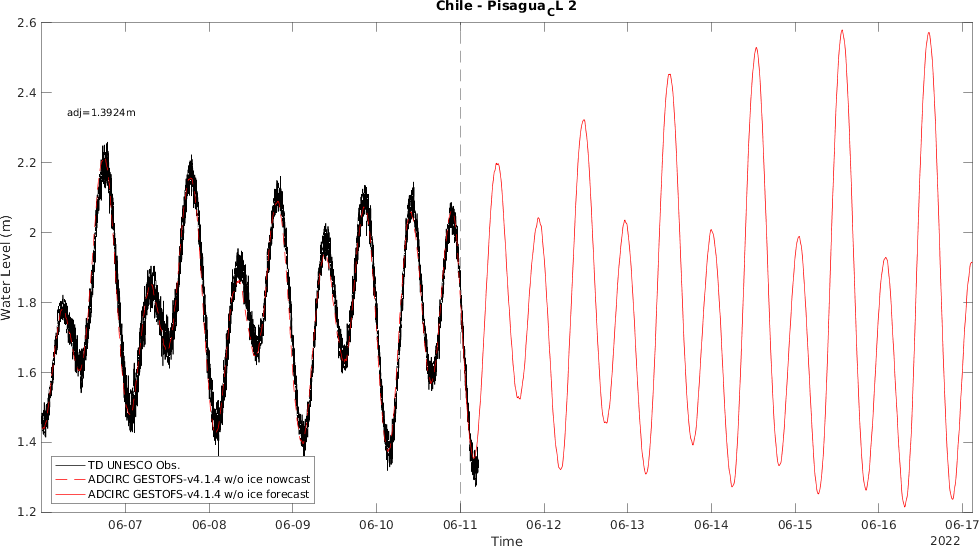 Chile - Pisagua_CL 2
2.6
2.4
2.2
2
1.8
1.6
1.4
1.2
Water Level (m)
adj=1.3924m
TD UNESCO Obs.
ADCIRC GESTOFS-v4.1.4 w/o ice nowcast
ADCIRC GESTOFS-v4.1.4 w/o ice forecast
06-07 06-08 06-09 06-10 06-11 06-12 06-13 06-14 06-15 06-16 06-17
Time
2022